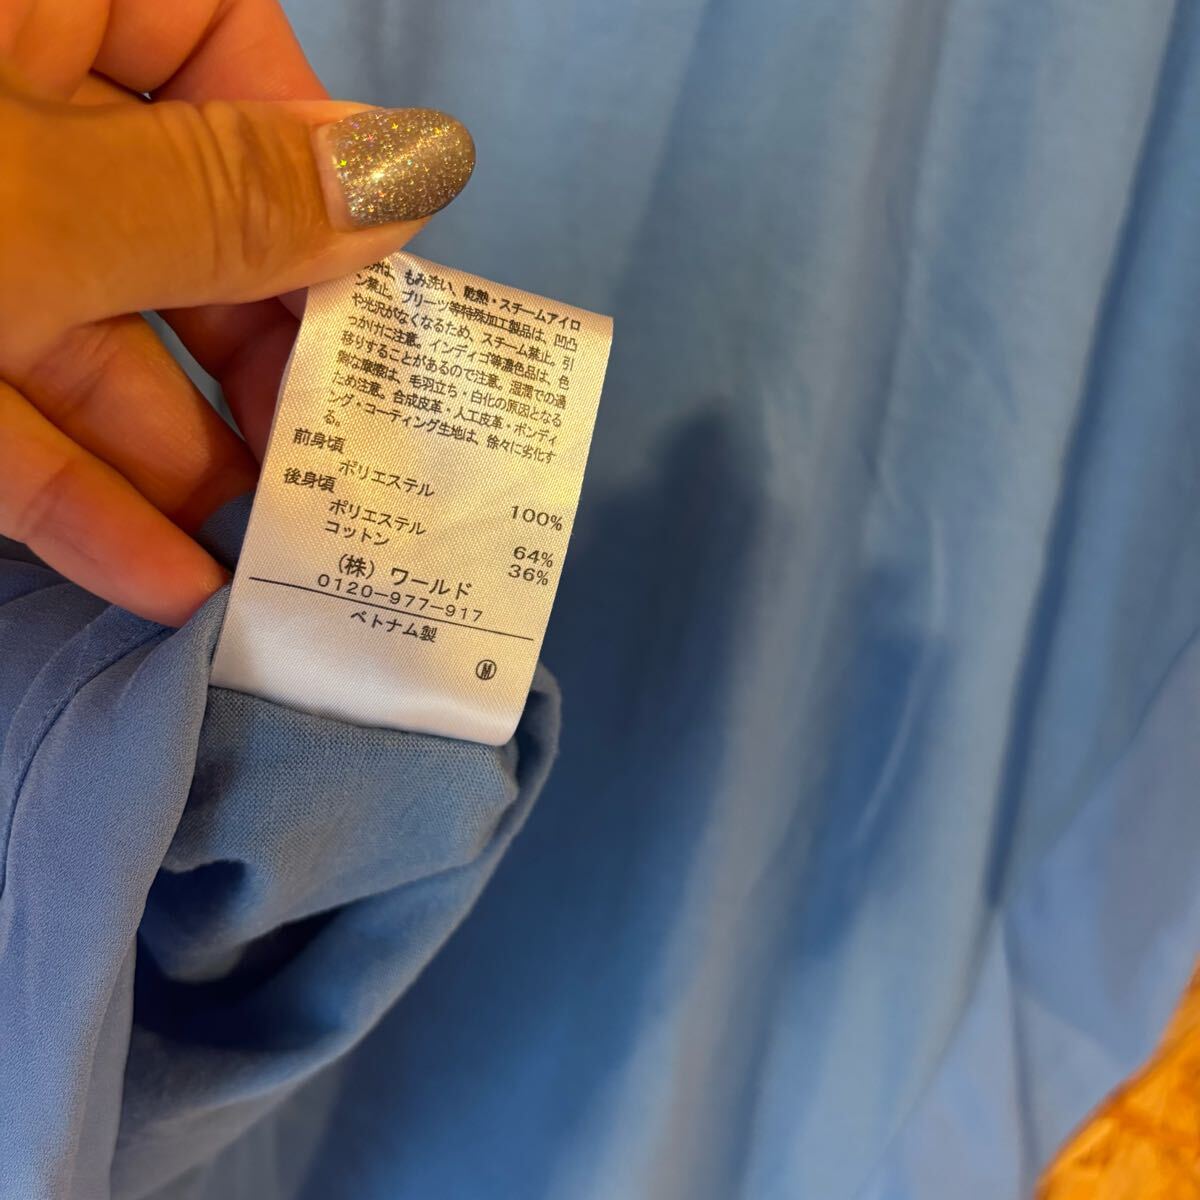 は、もみ洗い、乾熱・スチームアイロ
ン禁止。プリーツ等特殊加工製品は、凹凸
や光沢がなくなるため、スチーム禁止。引
っかけに注意。インディゴ等濃色品は、色
移りすることがあるので注意。湿潤での過
剰な摩擦は、毛羽立ち・白化の原因となる
ため注意。合成皮革・人工皮革・ボンディ
ング・コーティング生地は、徐々に劣化す
る。
前身頃
ポリエステル 100%
後身頃
ポリエステル 64%
コットン 36%
(株) ワールド
0120-977-917
ベトナム製
M